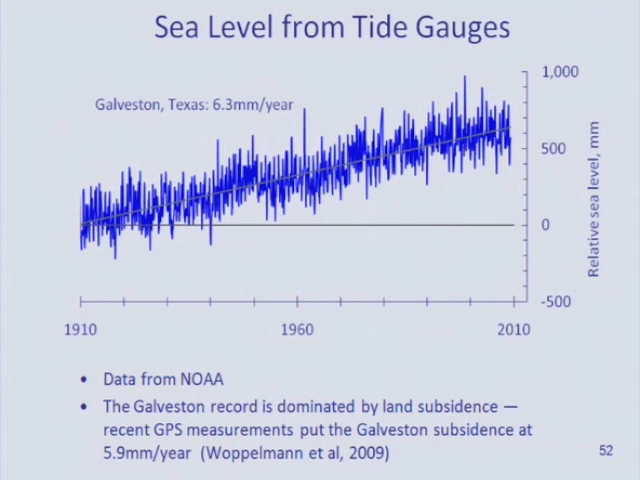 Sea Level from Tide Gauges
Galveston, Texas: 6.3mm/year
1,000
500
0
-500
Relative sea level, mm
1910
1960
2010
• Data from NOAA
• The Galveston record is dominated by land subsidence —
recent GPS measurements put the Galveston subsidence at
5.9mm/year (Woppelmann et al, 2009)
52